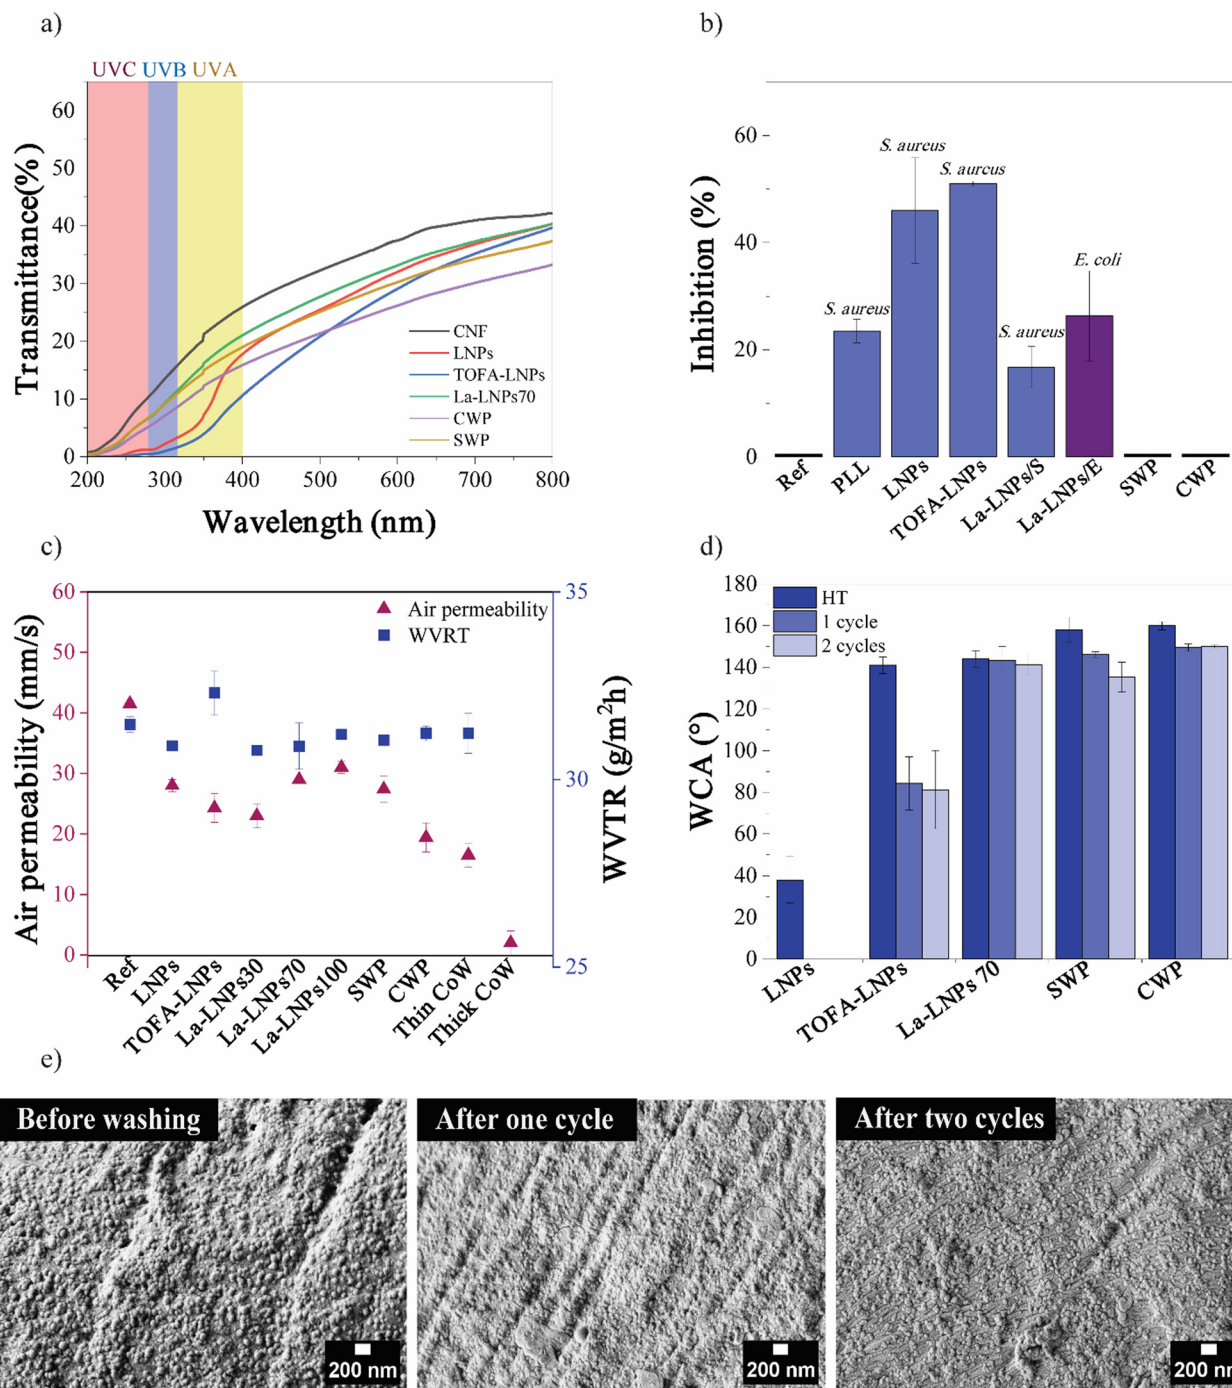 a)
UVC UVB UVA
60
50
40
30
20
10
0
Transmittance(%)
CNF
LNPs
TOFA-LNPs
La-LNPs70
CWP
SWP
200 300 400 500 600 700 800
Wavelength (nm)
b)
60
40
20
0
Inhibition (%)
S. aureus
S. aureus
S. aureus
S. aureus
E. coli
Ref
PLL
LNPs
TOFA-LNPs
La-LNPs/S
La-LNPs/E
SWP
CWP
c)
60
50
40
30
20
10
0
Air permeability (mm/s)
Air permeability
WVRT
35
30
25
WVTR (g/m²h)
Ref
LNPs
TOFA-LNPs
La-LNPs30
La-LNPs70
La-LNPs100
SWP
CWP
Thin CoW
Thick CoW
d)
180
160
140
120
100
80
60
40
20
0
WCA (°)
HT
1 cycle
2 cycles
LNPs
TOFA-LNPs
La-LNPs 70
SWP
CWP
e)
Before washing
200 nm
After one cycle
200 nm
After two cycles
200 nm